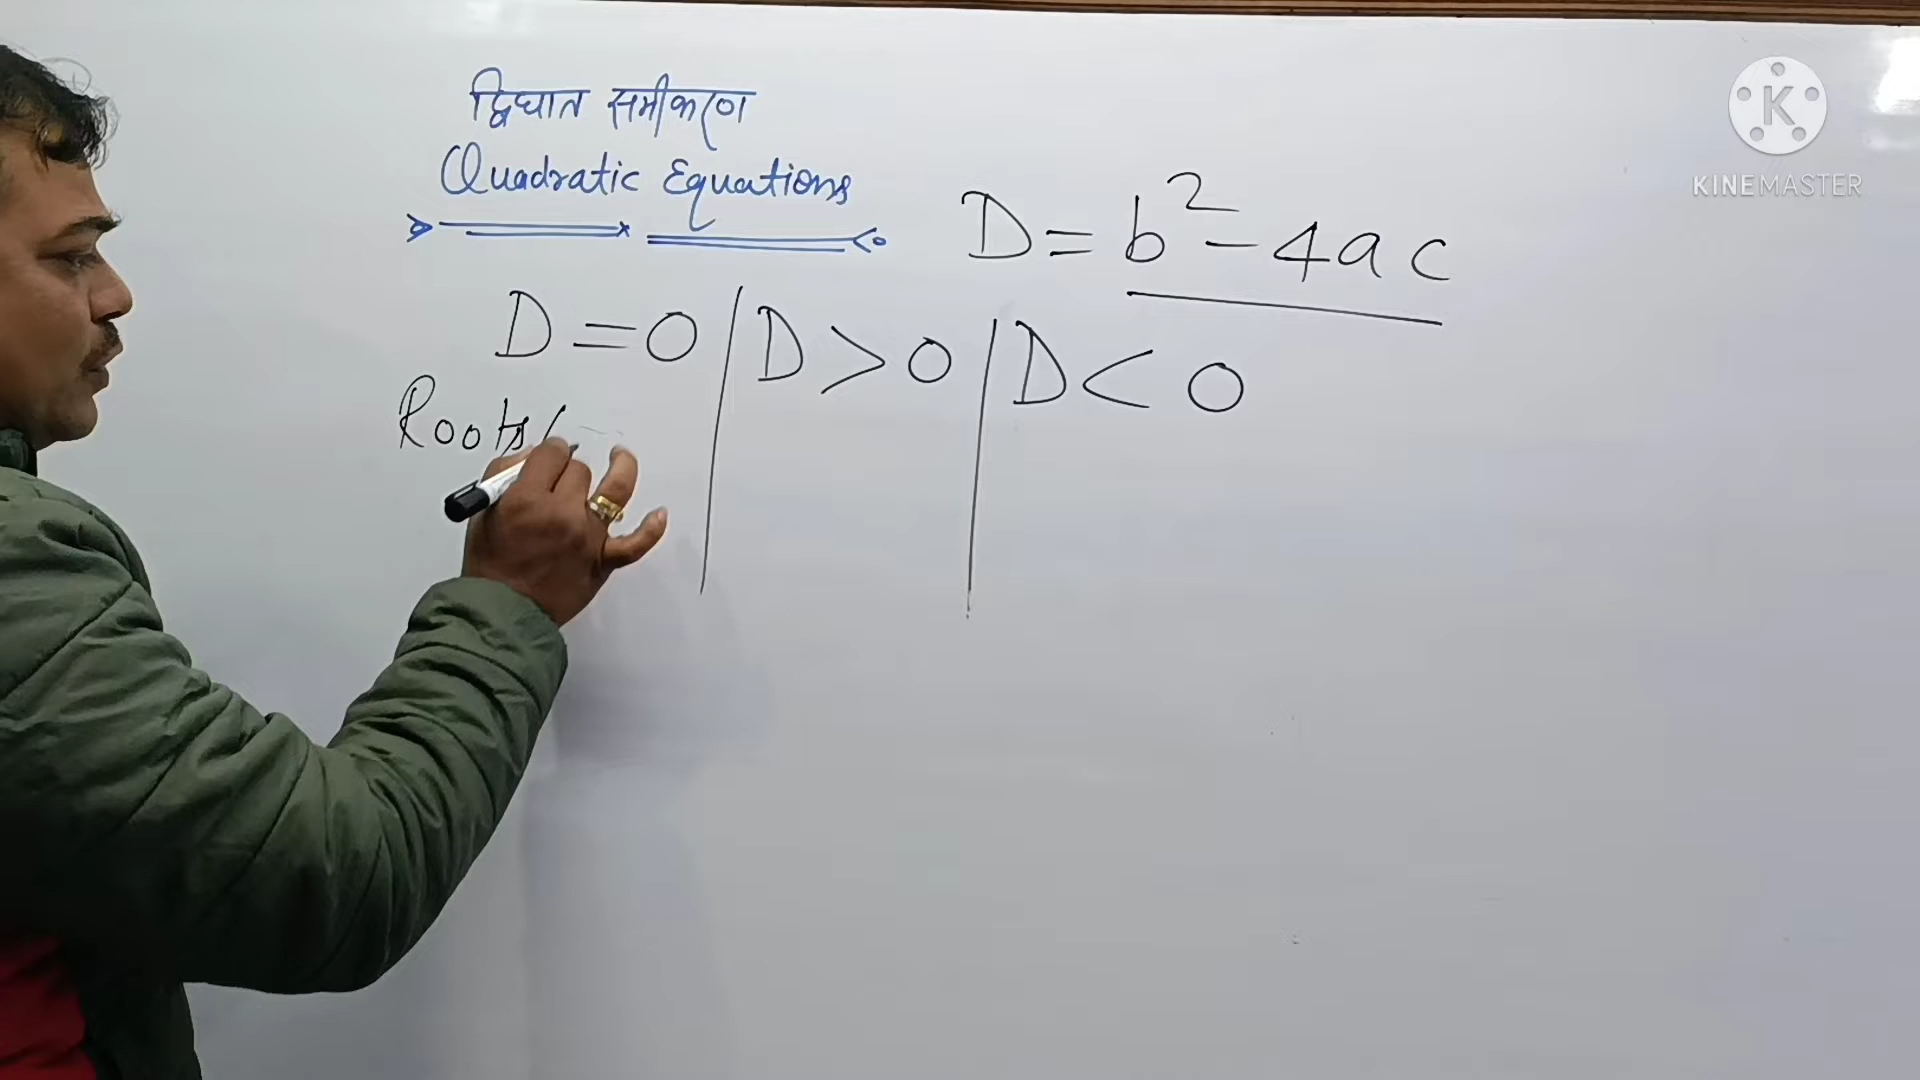 द्विघात समीकरण
Quadratic Equations
D = b² - 4ac
D = 0 | D > 0 | D < 0
Roots/
K
KINEMASTER